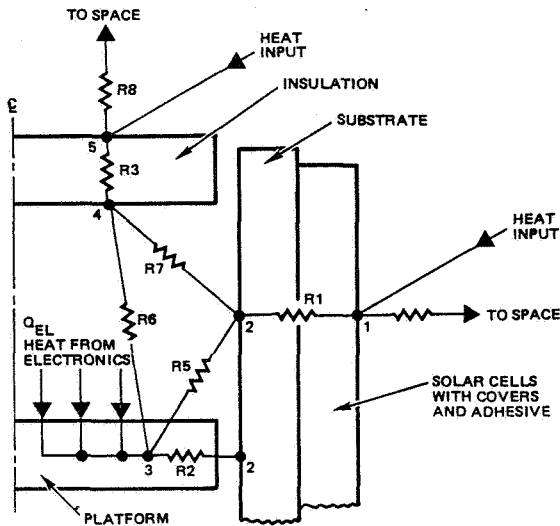 TO SPACE
HEAT
INPUT
R8
INSULATION
SUBSTRATE
5
R3
4
HEAT
INPUT
R7
R6
2
R1
1
TO SPACE
QEL
HEAT FROM
ELECTRONICS
R5
SOLAR CELLS
WITH COVERS
AND ADHESIVE
3
R2
2
PLATFORM